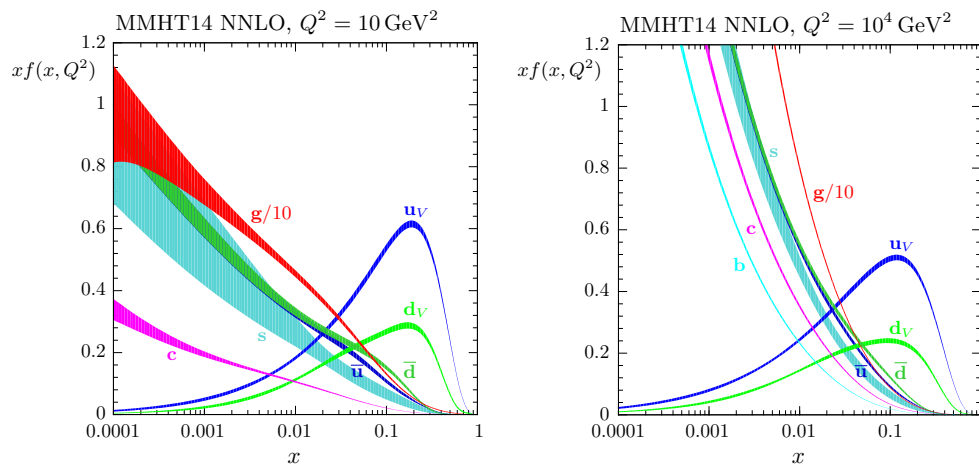 MMHT14 NNLO, Q² = 10 GeV²
xf(x, Q²)
1.2
1
0.8
0.6
0.4
0.2
0
g/10
u_V
d_V
s
c
u̅
d̅
0.0001 0.001 0.01 0.1 1
x
MMHT14 NNLO, Q² = 10⁴ GeV²
xf(x, Q²)
1.2
1
0.8
0.6
0.4
0.2
0
s
g/10
c
b
u_V
d_V
u̅
d̅
0.0001 0.001 0.01 0.1
x